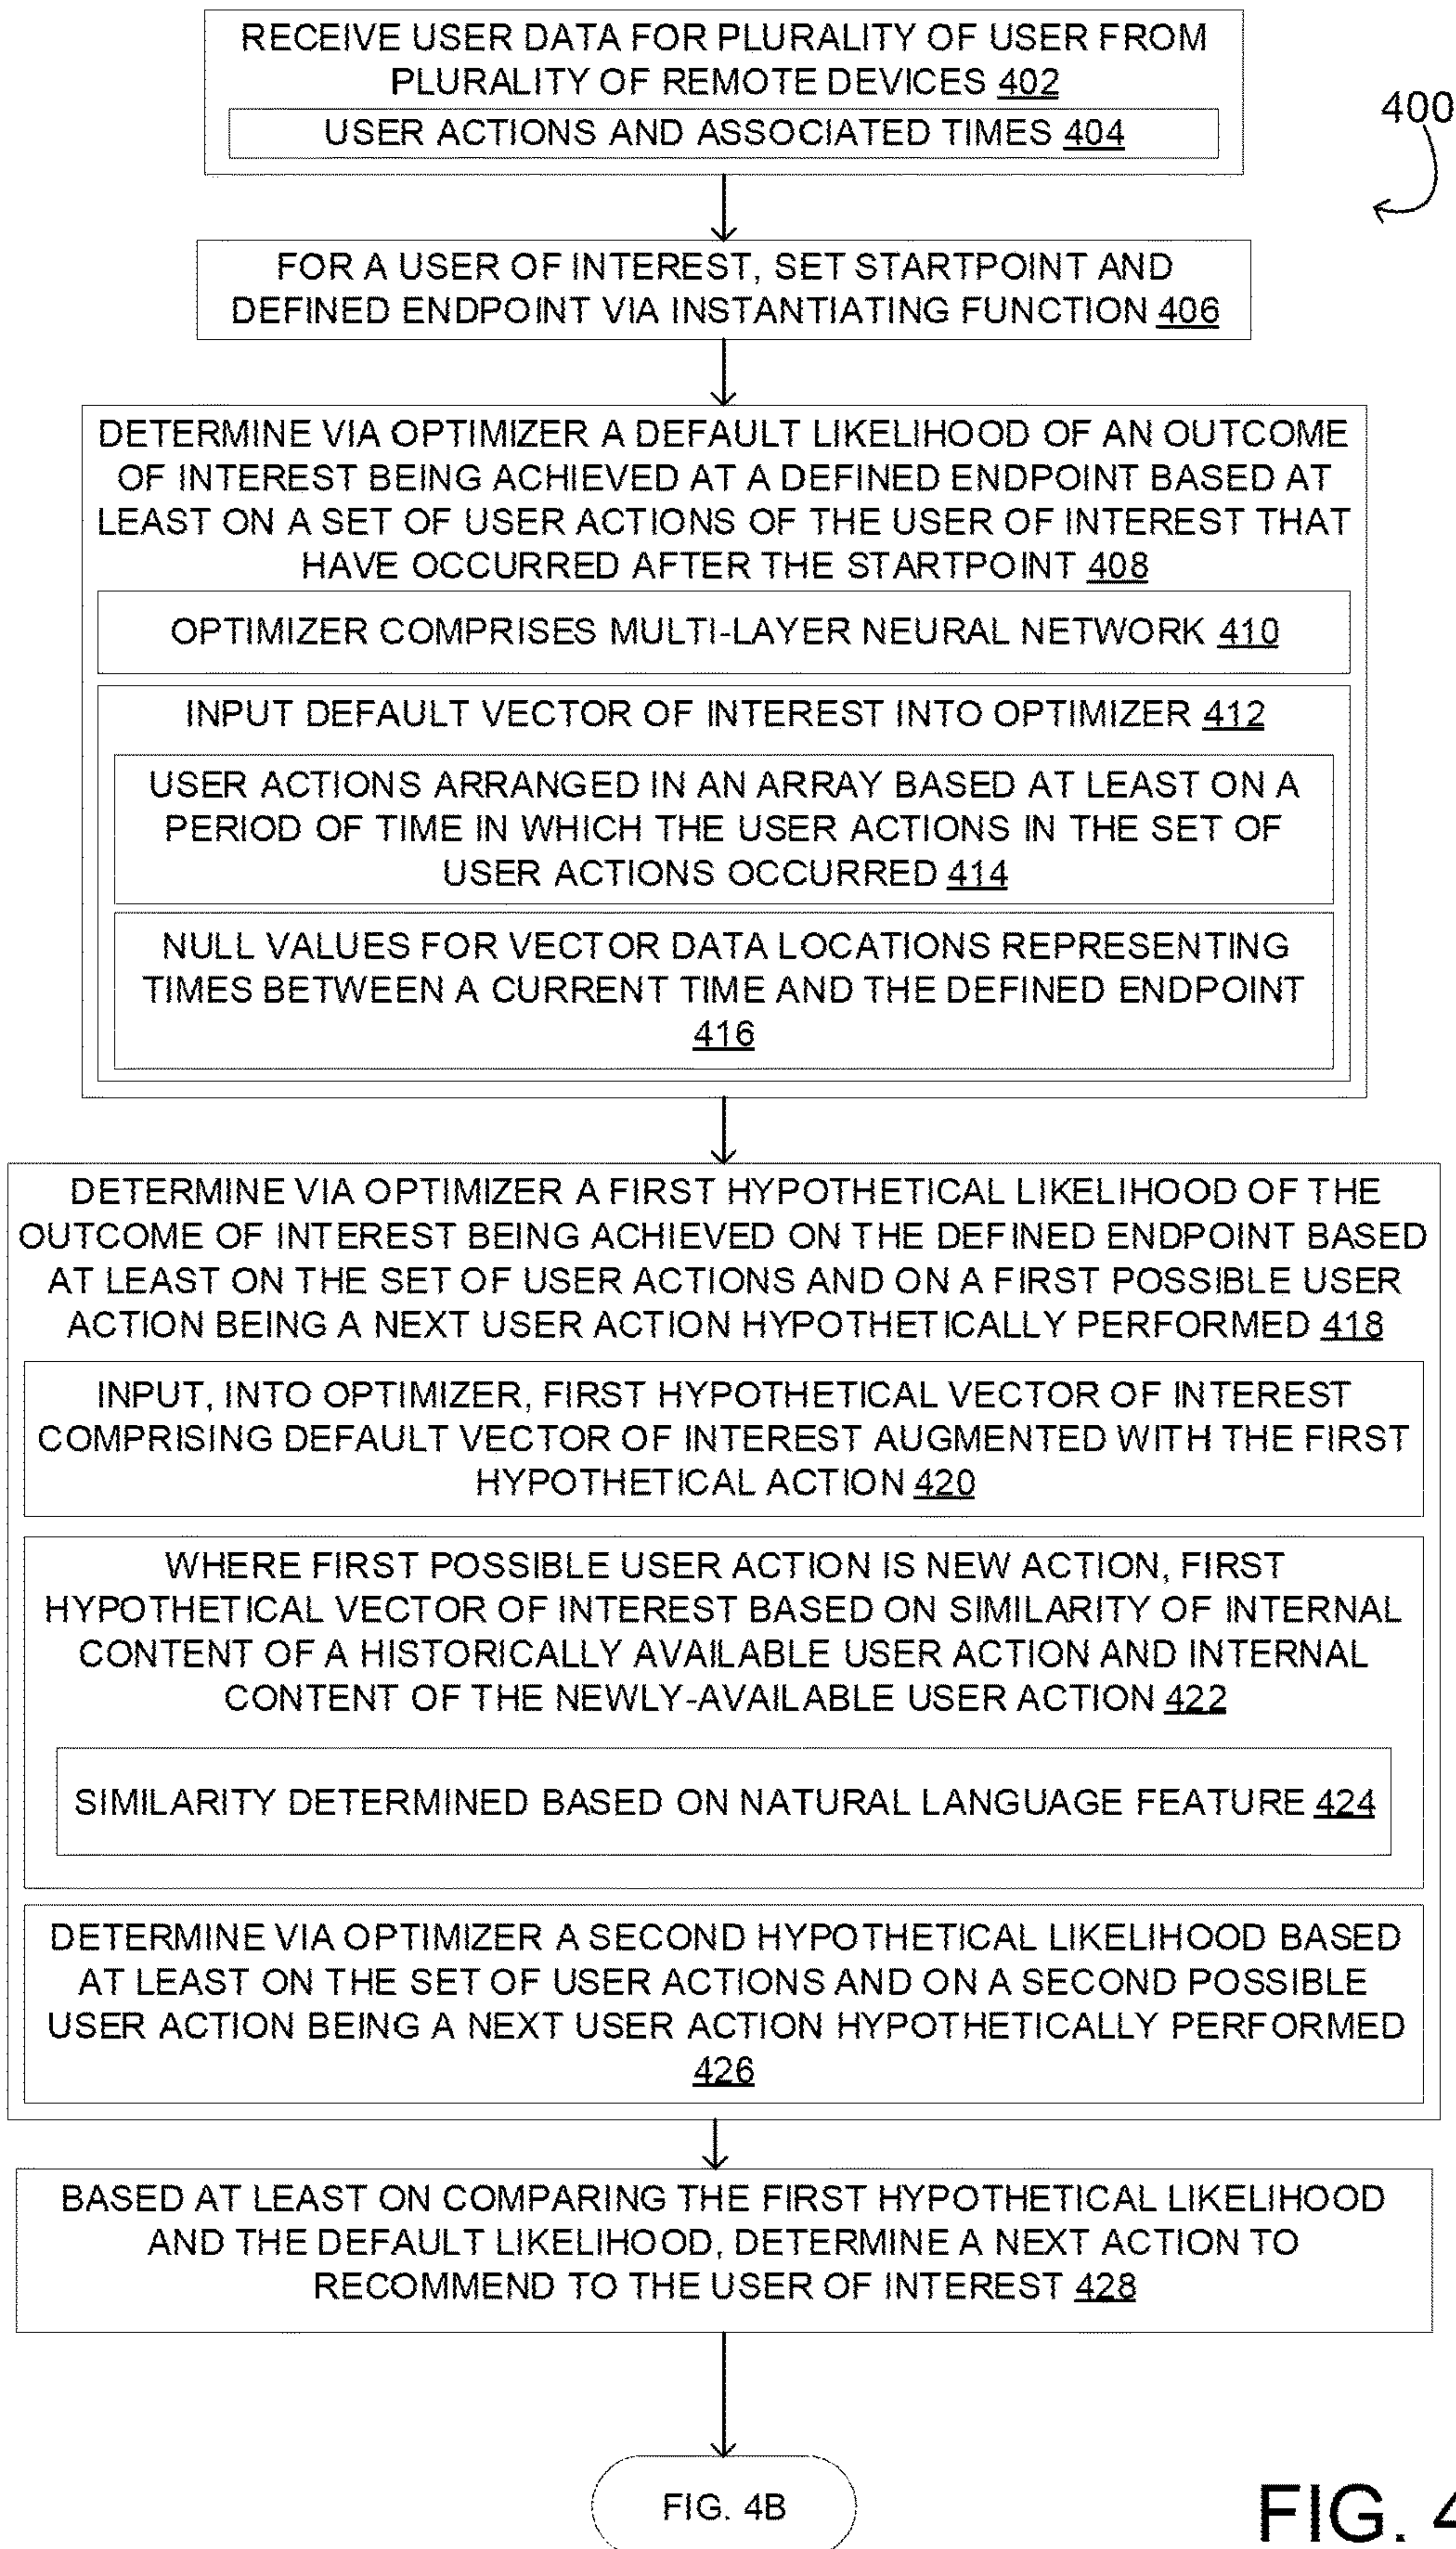 RECEIVE USER DATA FOR PLURALITY OF USER FROM
PLURALITY OF REMOTE DEVICES 402
USER ACTIONS AND ASSOCIATED TIMES 404
400
FOR A USER OF INTEREST, SET STARTPOINT AND
DEFINED ENDPOINT VIA INSTANTIATING FUNCTION 406
DETERMINE VIA OPTIMIZER A DEFAULT LIKELIHOOD OF AN OUTCOME
OF INTEREST BEING ACHIEVED AT A DEFINED ENDPOINT BASED AT
LEAST ON A SET OF USER ACTIONS OF THE USER OF INTEREST THAT
HAVE OCCURRED AFTER THE STARTPOINT 408
OPTIMIZER COMPRISES MULTI-LAYER NEURAL NETWORK 410
INPUT DEFAULT VECTOR OF INTEREST INTO OPTIMIZER 412
USER ACTIONS ARRANGED IN AN ARRAY BASED AT LEAST ON A
PERIOD OF TIME IN WHICH THE USER ACTIONS IN THE SET OF
USER ACTIONS OCCURRED 414
NULL VALUES FOR VECTOR DATA LOCATIONS REPRESENTING
TIMES BETWEEN A CURRENT TIME AND THE DEFINED ENDPOINT
416
DETERMINE VIA OPTIMIZER A FIRST HYPOTHETICAL LIKELIHOOD OF THE
OUTCOME OF INTEREST BEING ACHIEVED ON THE DEFINED ENDPOINT BASED
AT LEAST ON THE SET OF USER ACTIONS AND ON A FIRST POSSIBLE USER
ACTION BEING A NEXT USER ACTION HYPOTHETICALLY PERFORMED 418
INPUT, INTO OPTIMIZER, FIRST HYPOTHETICAL VECTOR OF INTEREST
COMPRISING DEFAULT VECTOR OF INTEREST AUGMENTED WITH THE FIRST
HYPOTHETICAL ACTION 420
WHERE FIRST POSSIBLE USER ACTION IS NEW ACTION, FIRST
HYPOTHETICAL VECTOR OF INTEREST BASED ON SIMILARITY OF INTERNAL
CONTENT OF A HISTORICALLY AVAILABLE USER ACTION AND INTERNAL
CONTENT OF THE NEWLY-AVAILABLE USER ACTION 422
SIMILARITY DETERMINED BASED ON NATURAL LANGUAGE FEATURE 424
DETERMINE VIA OPTIMIZER A SECOND HYPOTHETICAL LIKELIHOOD BASED
AT LEAST ON THE SET OF USER ACTIONS AND ON A SECOND POSSIBLE
USER ACTION BEING A NEXT USER ACTION HYPOTHETICALLY PERFORMED
426
BASED AT LEAST ON COMPARING THE FIRST HYPOTHETICAL LIKELIHOOD
AND THE DEFAULT LIKELIHOOD, DETERMINE A NEXT ACTION TO
RECOMMEND TO THE USER OF INTEREST 428
FIG. 4B
FIG. 4